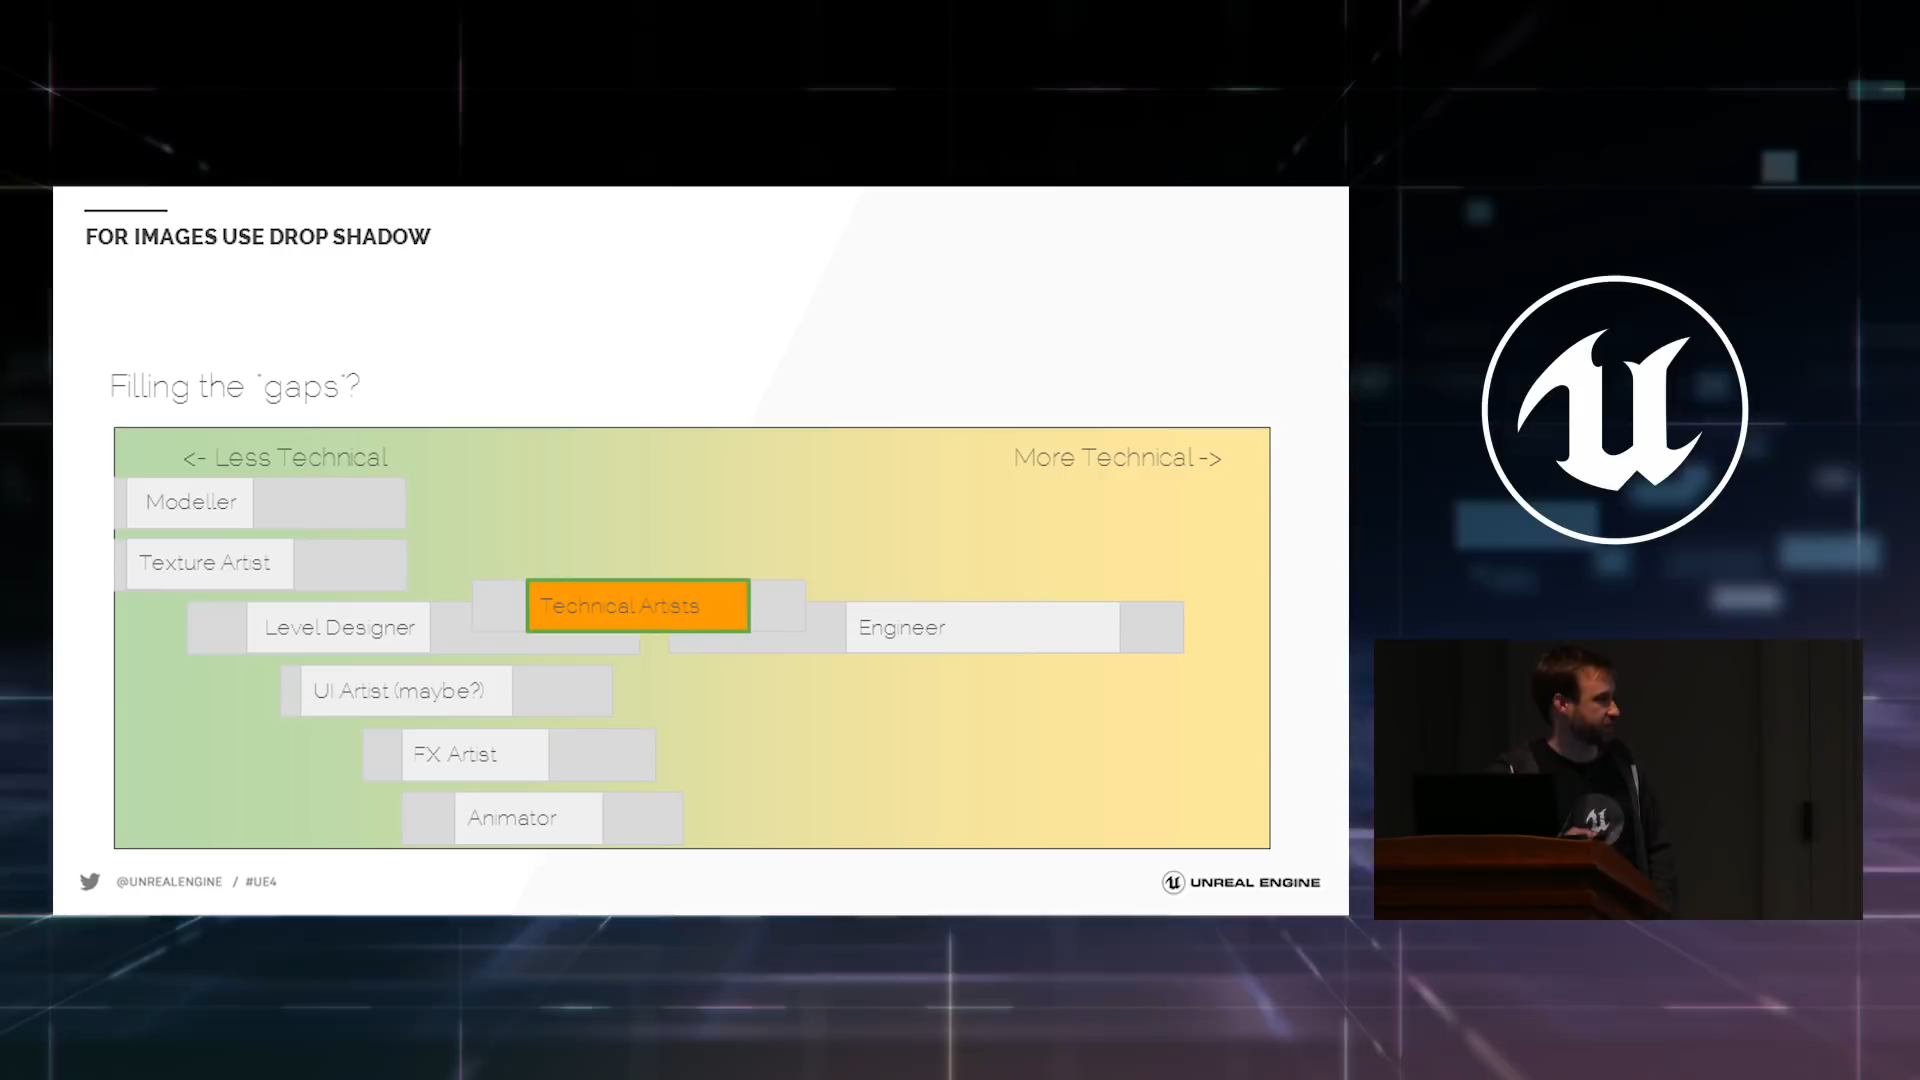 FOR IMAGES USE DROP SHADOW
Filling the "gaps"?
<- Less Technical
More Technical ->
Modeller
Texture Artist
Technical Artists
Level Designer
Engineer
UI Artist (maybe?)
FX Artist
Animator
@UNREALENGINE / #UE4
UNREAL ENGINE